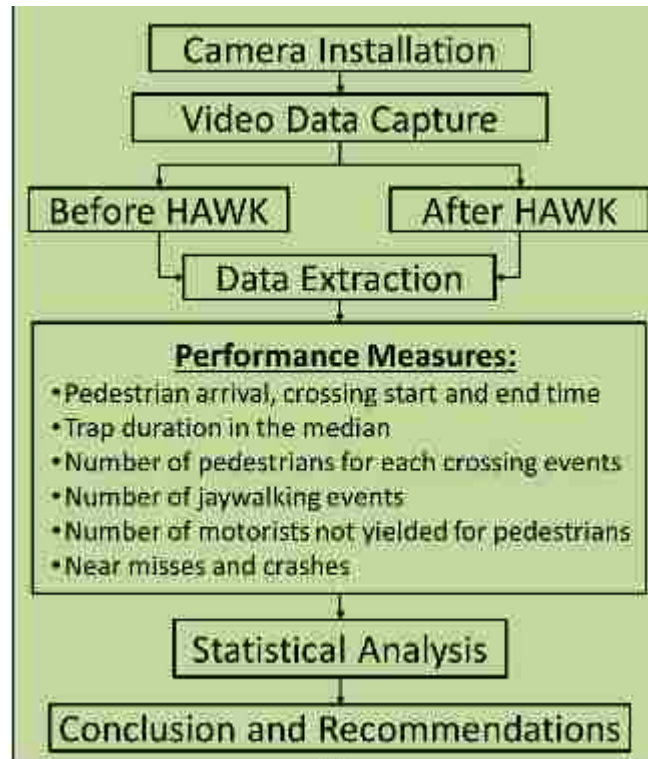 Camera Installation
Video Data Capture
Before HAWK
After HAWK
Data Extraction
Performance Measures:
•Pedestrian arrival, crossing start and end time
•Trap duration in the median
•Number of pedestrians for each crossing events
•Number of jaywalking events
•Number of motorists not yielded for pedestrians
•Near misses and crashes
Statistical Analysis
Conclusion and Recommendations